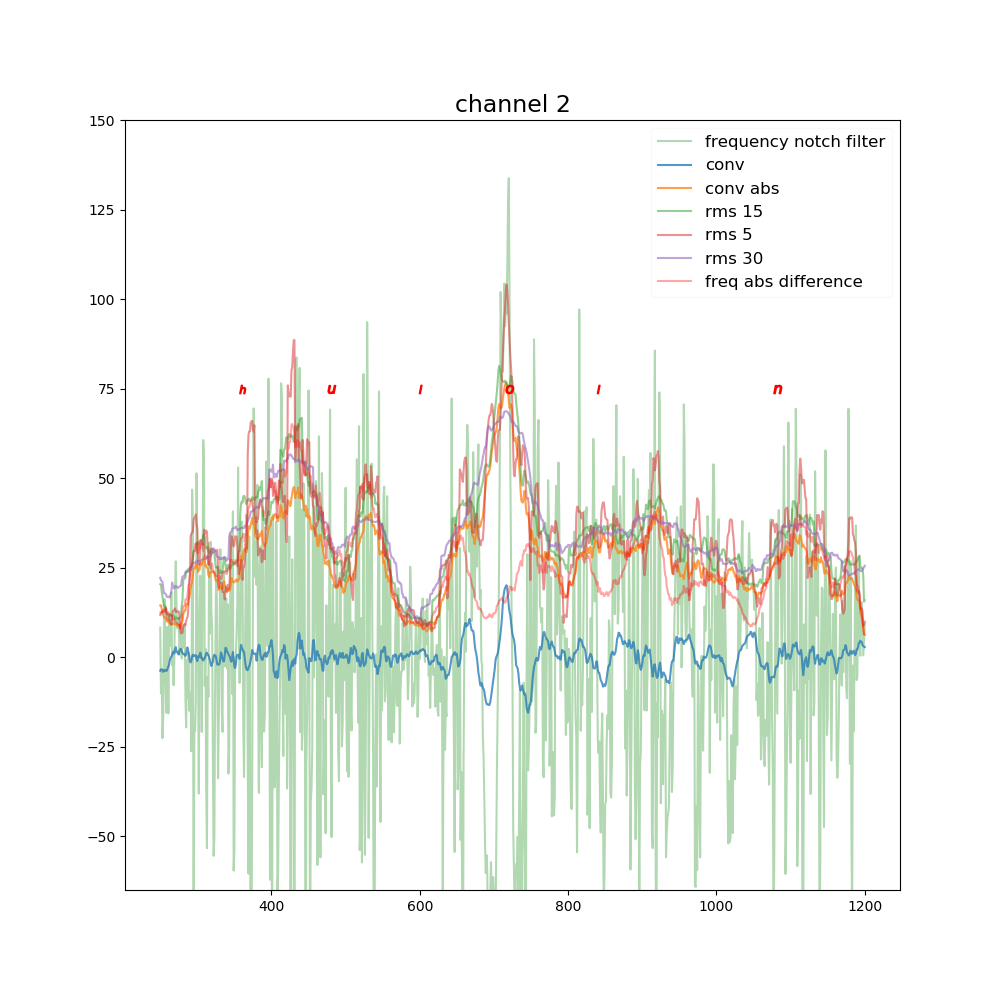 channel 2
150
125
100
75
50
25
0
−25
−50
frequency notch filter
conv
conv abs
rms 15
rms 5
rms 30
freq abs difference
h u l o l n
400 600 800 1000 1200